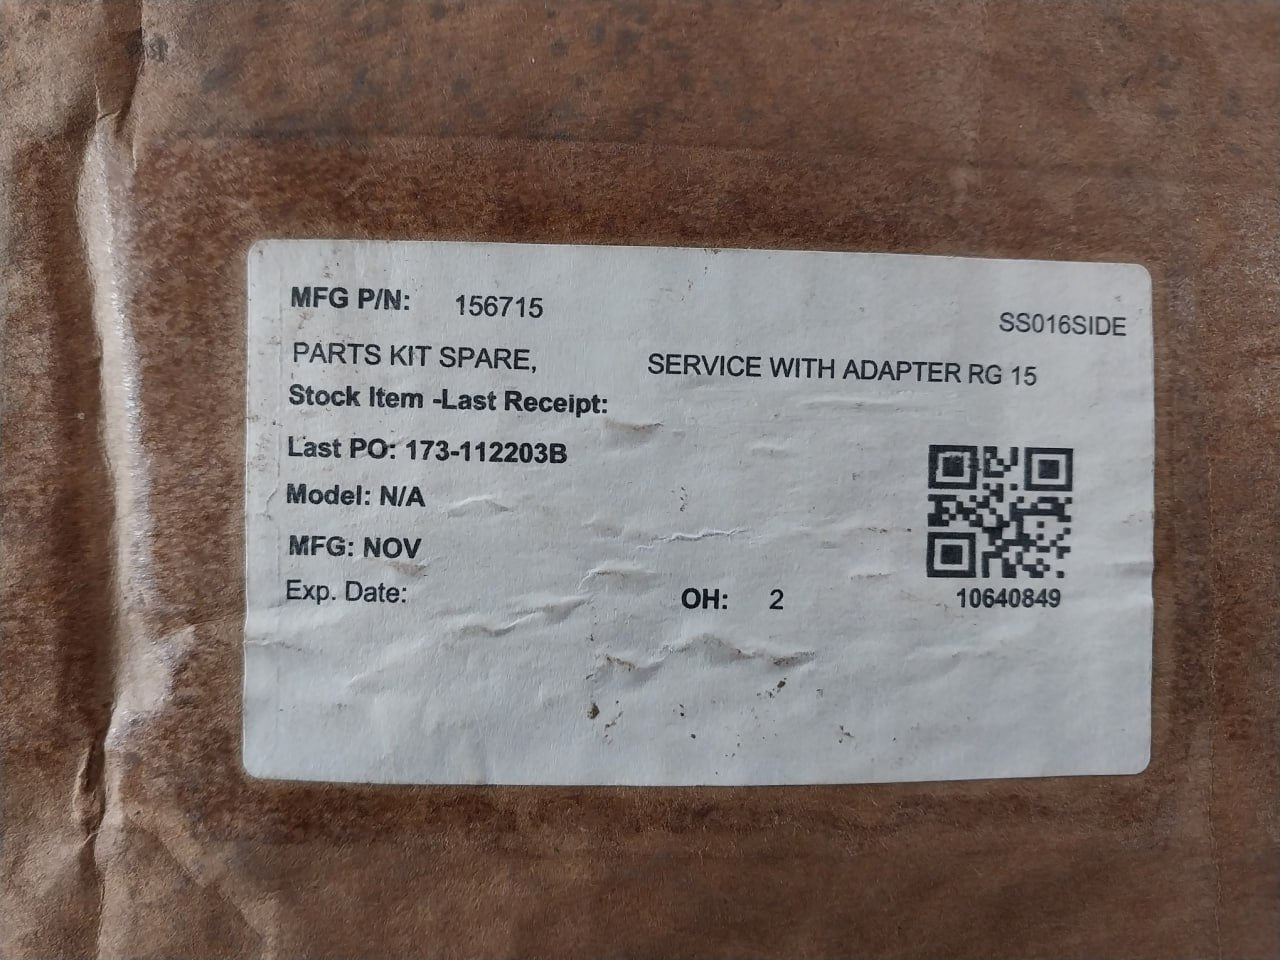 MFG P/N: 156715
SS016SIDE
PARTS KIT SPARE, SERVICE WITH ADAPTER RG 15
Stock Item -Last Receipt:
Last PO: 173-112203B
Model: N/A
MFG: NOV
Exp. Date: OH: 2
10640849